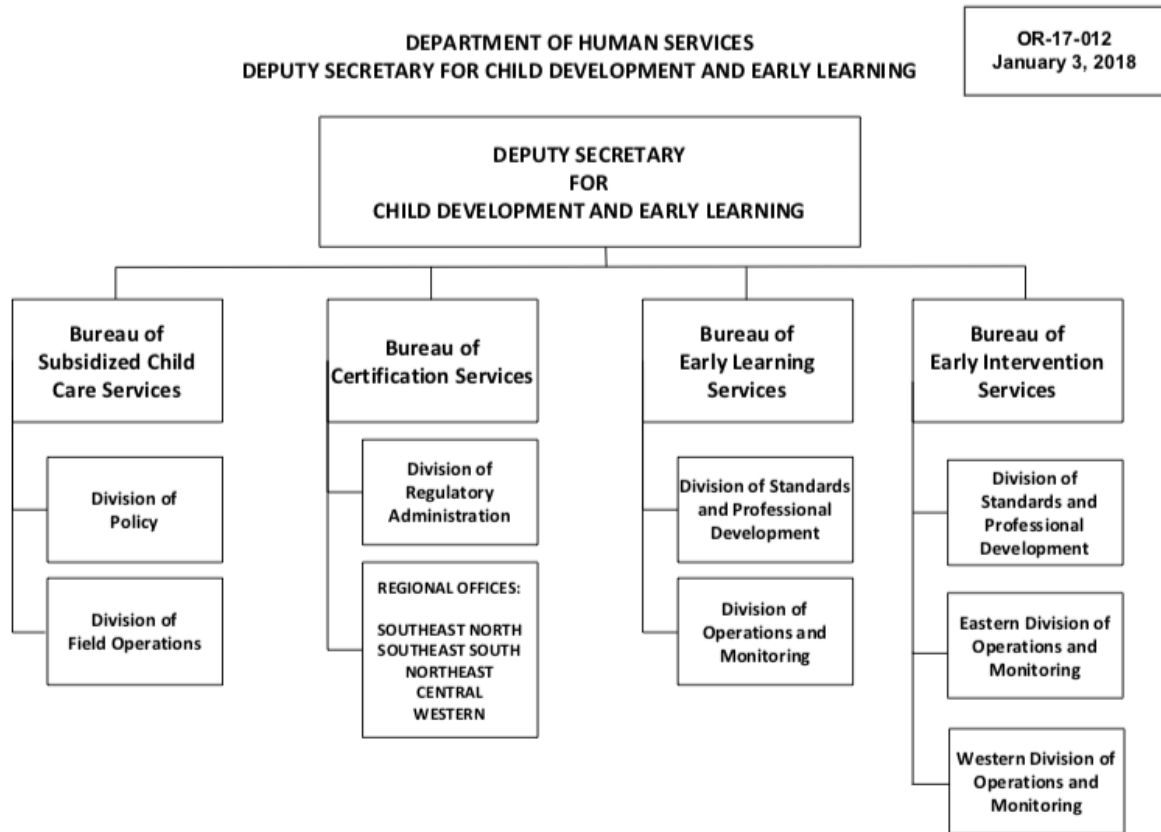 DEPARTMENT OF HUMAN SERVICES
DEPUTY SECRETARY FOR CHILD DEVELOPMENT AND EARLY LEARNING
OR-17-012
January 3, 2018
DEPUTY SECRETARY
FOR
CHILD DEVELOPMENT AND EARLY LEARNING
Bureau of
Subsidized Child
Care Services
Division of
Policy
Division of
Field Operations
Bureau of
Certification Services
Division of
Regulatory
Administration
REGIONAL OFFICES:
SOUTHEAST NORTH
SOUTHEAST SOUTH
NORTHEAST
CENTRAL
WESTERN
Bureau of
Early Learning
Services
Division of Standards
and Professional
Development
Division of
Operations and
Monitoring
Bureau of
Early Intervention
Services
Division of
Standards and
Professional
Development
Eastern Division of
Operations and
Monitoring
Western Division of
Operations and
Monitoring